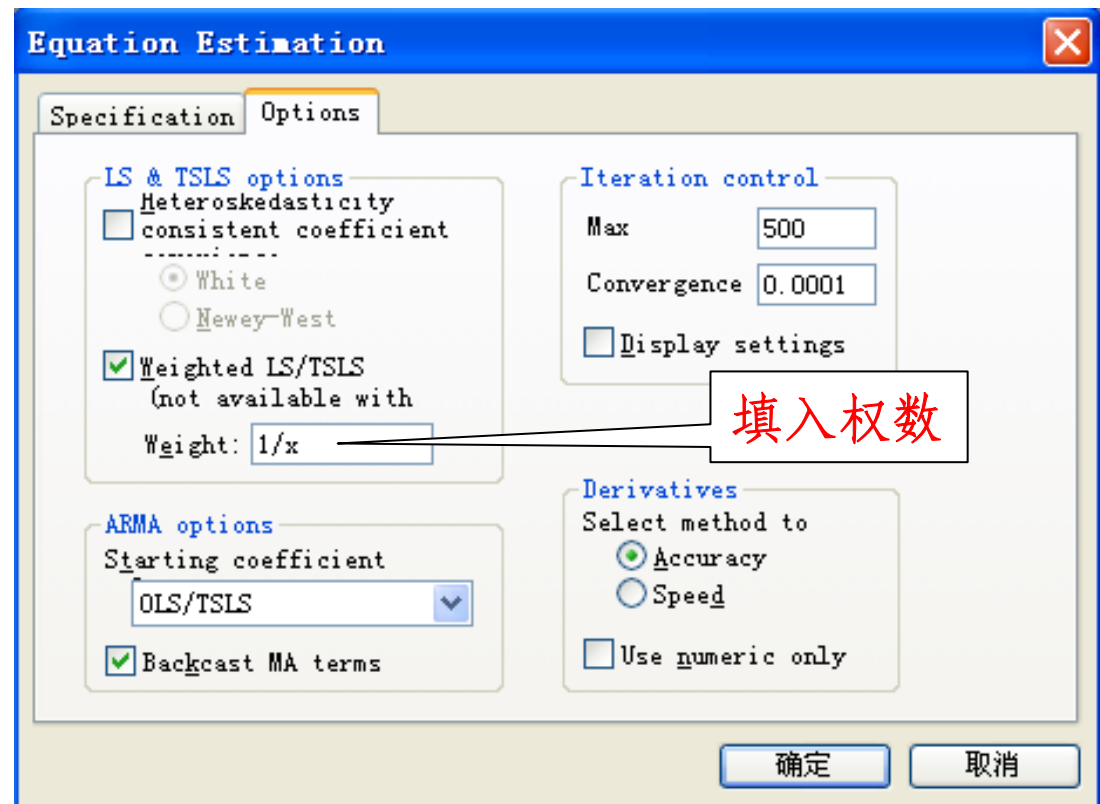 Equation Estimation
Specification
Options
LS & TSLS options
Heteroskedasticity
consistent coefficient
White
Newey-West
Weighted LS/TSLS
(not available with
Weight: 1/x
ARMA options
Starting coefficient
OLS/TSLS
Backcast MA terms
Iteration control
Max 500
Convergence 0.0001
Display settings
填入权数
Derivatives
Select method to
Accuracy
Speed
Use numeric only
确定
取消